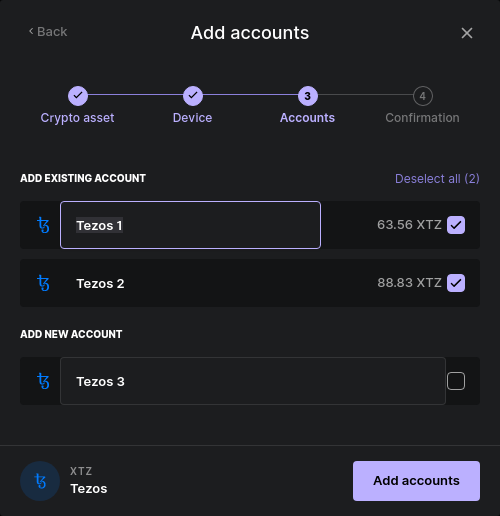 Back
Add accounts
3
4
Crypto asset
Device
Accounts
Confirmation
ADD EXISTING ACCOUNT
Deselect all (2)
Tezos 1
63.56 XTZ
Tezos 2
88.83 XTZ
ADD NEW ACCOUNT
Tezos 3
XTZ
Tezos
Add accounts